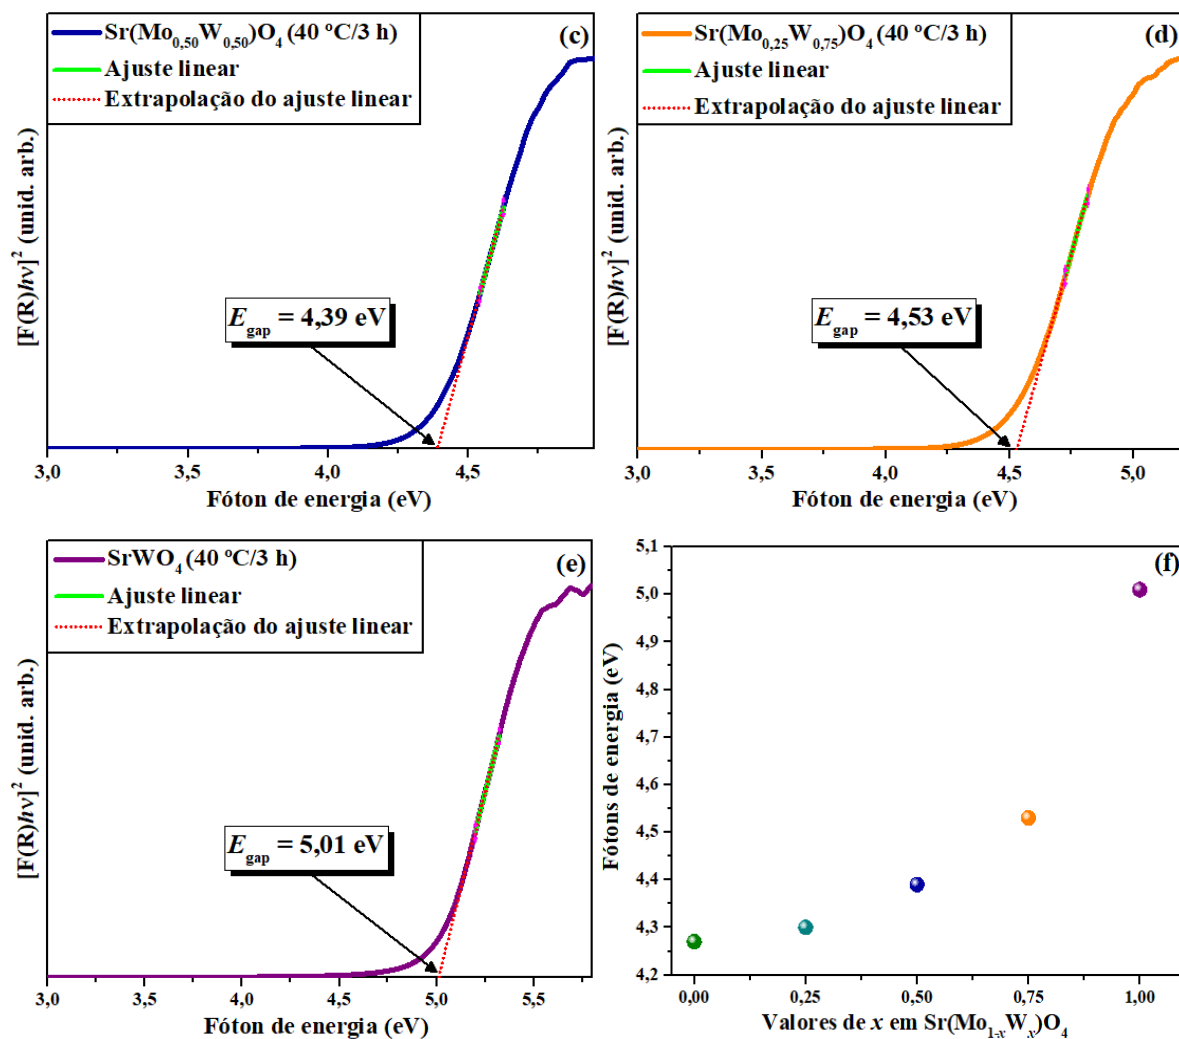 Sr(Mo0,50W0,50)O4 (40 ºC/3 h)
Ajuste linear
Extrapolação do ajuste linear
(c)
[F(R)hν]2 (unid. arb.)
Egap = 4,39 eV
3,0 3,5 4,0 4,5
Fóton de energia (eV)
Sr(Mo0,25W0,75)O4 (40 ºC/3 h)
Ajuste linear
Extrapolação do ajuste linear
(d)
[F(R)hν]2 (unid. arb.)
Egap = 4,53 eV
3,0 3,5 4,0 4,5 5,0
Fóton de energia (eV)
SrWO4 (40 ºC/3 h)
Ajuste linear
Extrapolação do ajuste linear
(e)
[F(R)hν]2 (unid. arb.)
Egap = 5,01 eV
3,0 3,5 4,0 4,5 5,0 5,5
Fóton de energia (eV)
(f)
Fótons de energia (eV)
5,1
5,0
4,9
4,8
4,7
4,6
4,5
4,4
4,3
4,2
0,00 0,25 0,50 0,75 1,00
Valores de x em Sr(Mo1-xWx)O4